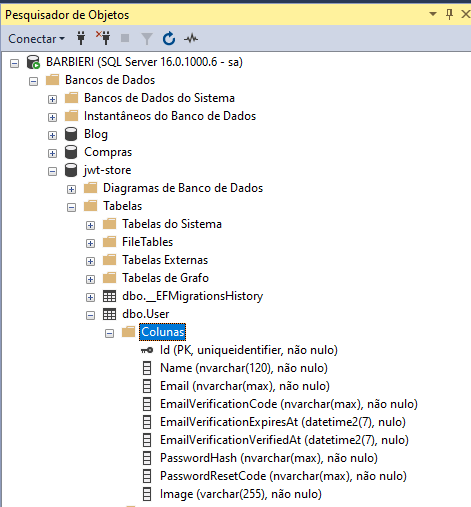 Pesquisador de Objetos
Conectar
BARBIERI (SQL Server 16.0.1000.6 - sa)
Bancos de Dados
Bancos de Dados do Sistema
Instantâneos do Banco de Dados
Blog
Compras
jwt-store
Diagramas de Banco de Dados
Tabelas
Tabelas do Sistema
FileTables
Tabelas Externas
Tabelas de Grafo
dbo.__EFMigrationsHistory
dbo.User
Colunas
Id (PK, uniqueidentifier, não nulo)
Name (nvarchar(120), não nulo)
Email (nvarchar(max), não nulo)
EmailVerificationCode (nvarchar(max), não nulo)
EmailVerificationExpiresAt (datetime2(7), nulo)
EmailVerificationVerifiedAt (datetime2(7), nulo)
PasswordHash (nvarchar(max), não nulo)
PasswordResetCode (nvarchar(max), não nulo)
Image (varchar(255), não nulo)